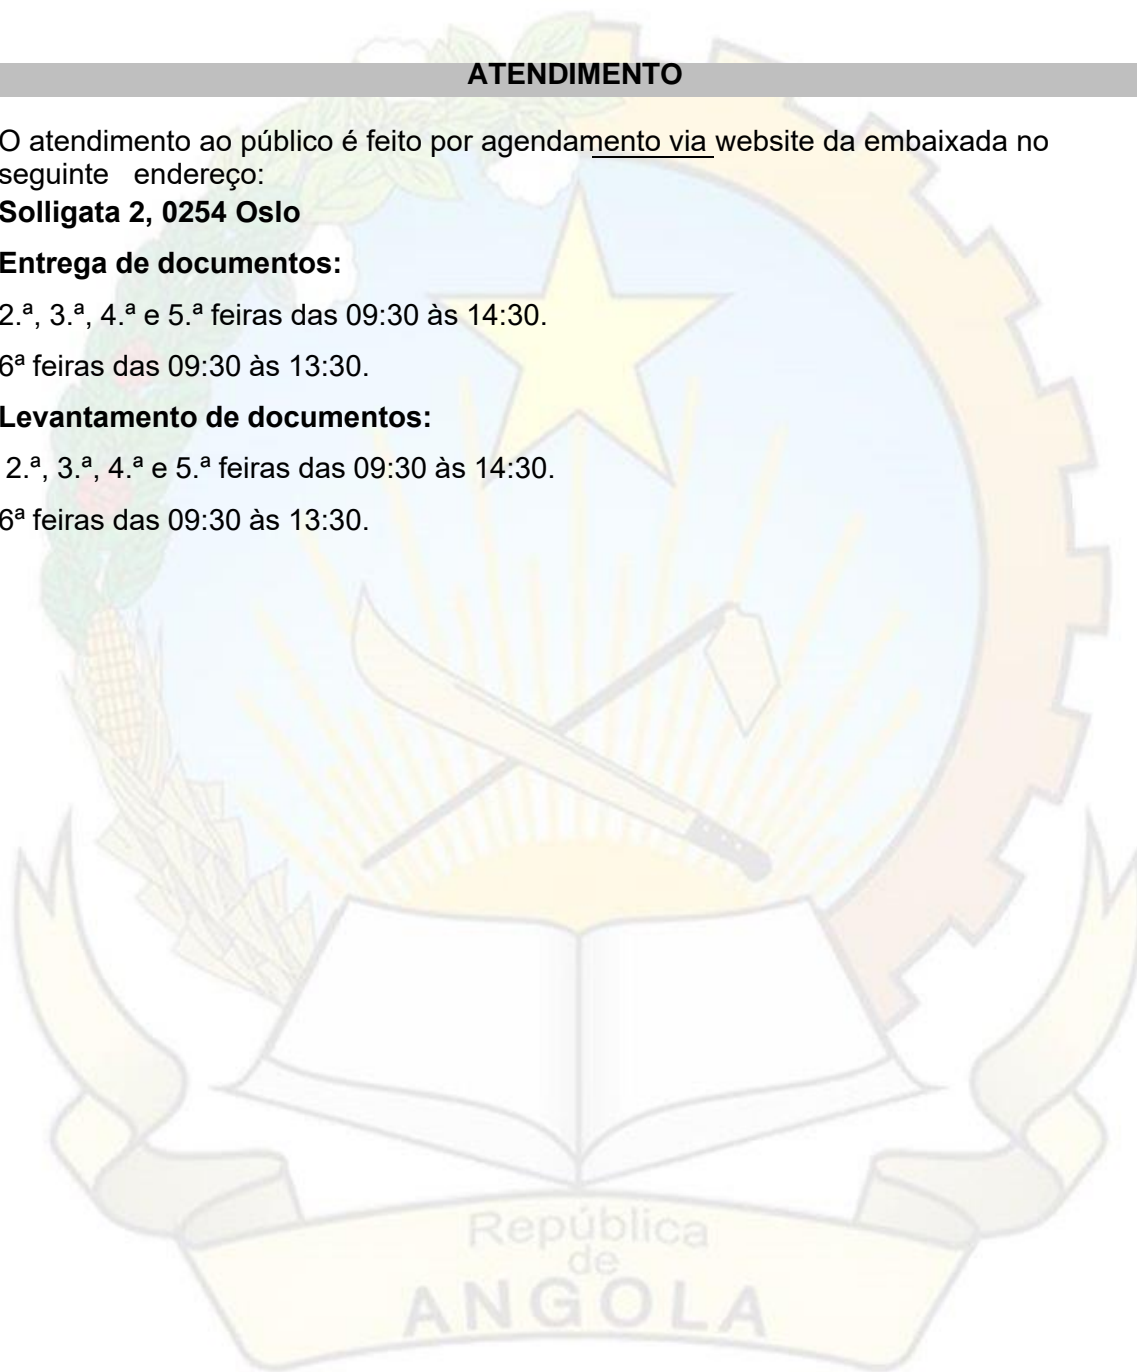 ATENDIMENTO
O atendimento ao público é feito por agendamento via website da embaixada no
seguinte endereço:
Solligata 2, 0254 Oslo
Entrega de documentos:
2.ª, 3.ª, 4.ª e 5.ª feiras das 09:30 às 14:30.
6ª feiras das 09:30 às 13:30.
Levantamento de documentos:
2.ª, 3.ª, 4.ª e 5.ª feiras das 09:30 às 14:30.
6ª feiras das 09:30 às 13:30.
República
de
ANGOLA